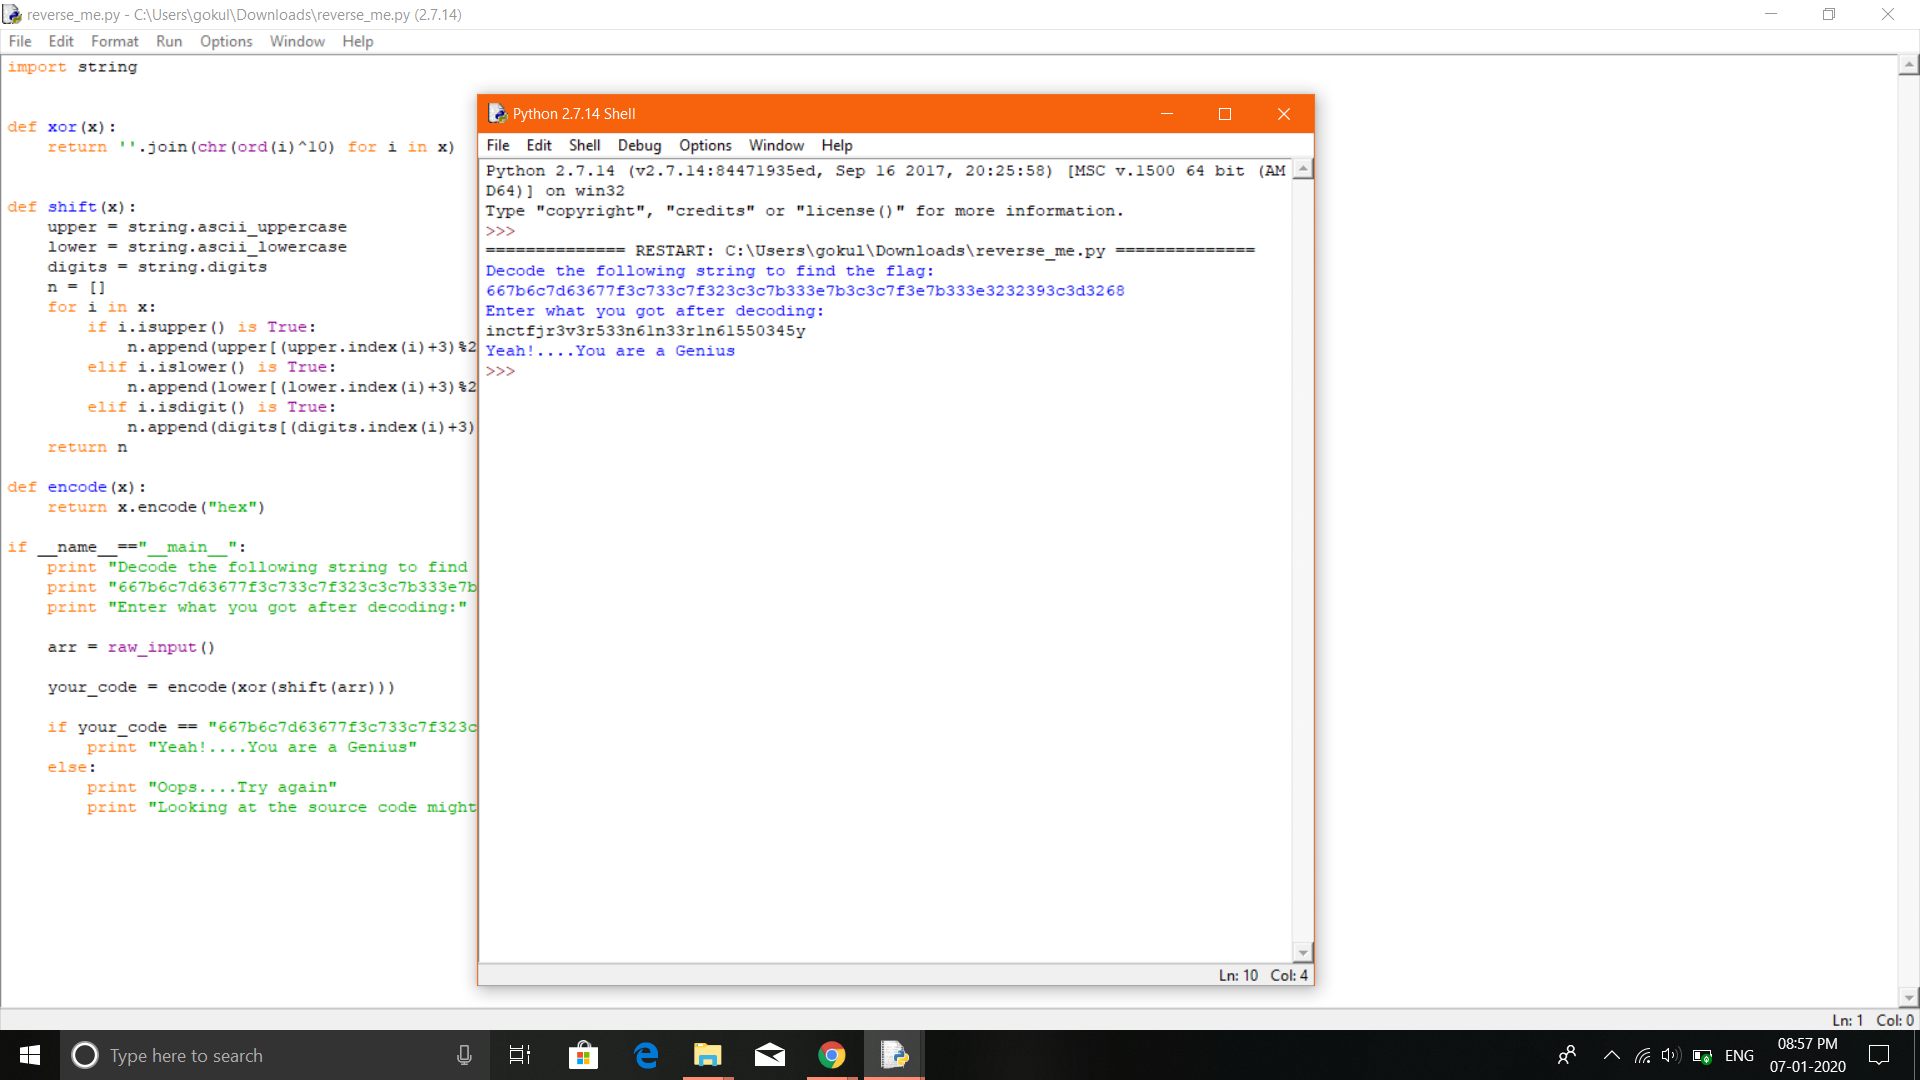 reverse_me.py - C:\Users\gokul\Downloads\reverse_me.py (2.7.14)
File Edit Format Run Options Window Help
import string
def xor(x):
    return ''.join(chr(ord(i)^10) for i in x)
def shift(x):
    upper = string.ascii_uppercase
    lower = string.ascii_lowercase
    digits = string.digits
    n = []
    for i in x:
        if i.isupper() is True:
            n.append(upper[(upper.index(i)+3)%2
        elif i.islower() is True:
            n.append(lower[(lower.index(i)+3)%2
        elif i.isdigit() is True:
            n.append(digits[(digits.index(i)+3)
    return n
def encode(x):
    return x.encode("hex")
if __name__=="__main__":
    print "Decode the following string to find
    print "667b6c7d63677f3c733c7f323c3c7b333e7b
    print "Enter what you got after decoding:"
    arr = raw_input()
    your_code = encode(xor(shift(arr)))
    if your_code == "667b6c7d63677f3c733c7f323c
        print "Yeah!....You are a Genius"
    else:
        print "Oops....Try again"
        print "Looking at the source code might
Python 2.7.14 Shell
File Edit Shell Debug Options Window Help
Python 2.7.14 (v2.7.14:84471935ed, Sep 16 2017, 20:25:58) [MSC v.1500 64 bit (AM
D64)] on win32
Type "copyright", "credits" or "license()" for more information.
>>>
============== RESTART: C:\Users\gokul\Downloads\reverse_me.py ==============
Decode the following string to find the flag:
667b6c7d63677f3c733c7f323c3c7b333e7b3c3c7f3e7b333e3232393c3d3268
Enter what you got after decoding:
inctfjr3v3r533n61n33r1n61550345y
Yeah!....You are a Genius
>>>
Ln: 10 Col: 4
Ln: 1 Col: 0
Type here to search
ENG
08:57 PM
07-01-2020